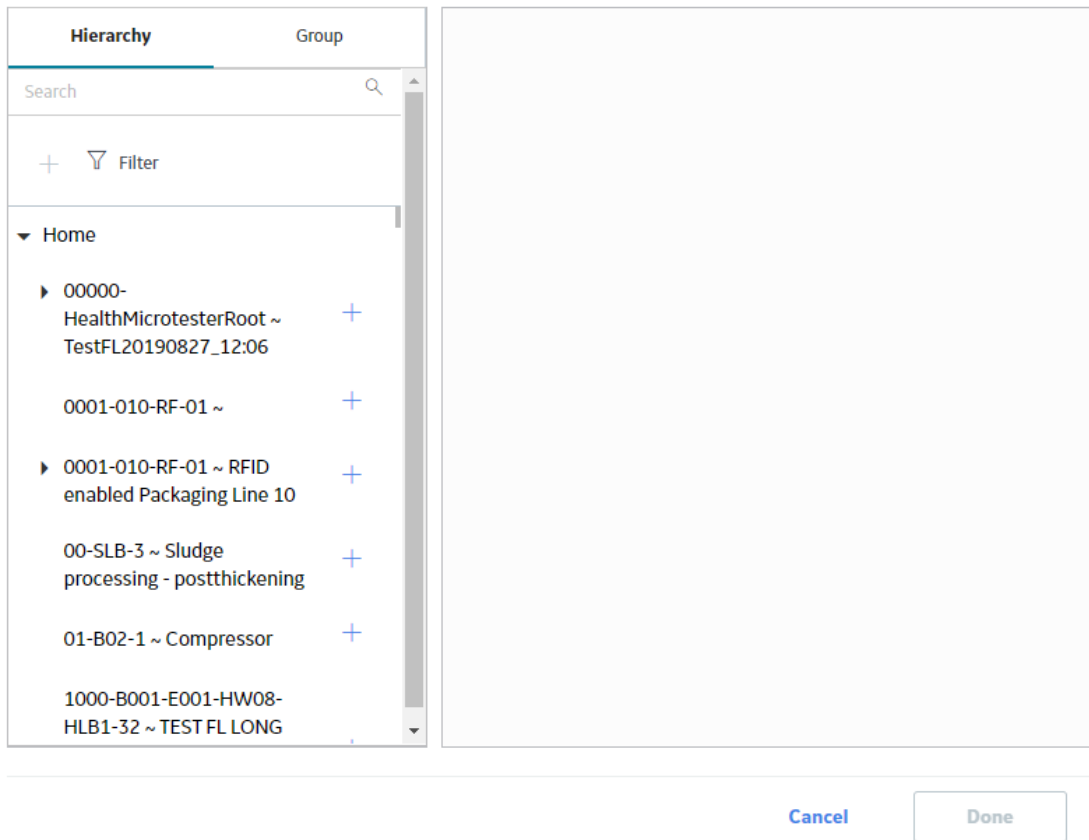 Hierarchy
Group
Search
Filter
Home
00000-
HealthMicrotesterRoot ~
TestFL20190827_12:06
0001-010-RF-01 ~
0001-010-RF-01 ~ RFID
enabled Packaging Line 10
00-SLB-3 ~ Sludge
processing - postthickening
01-B02-1 ~ Compressor
1000-B001-E001-HW08-
HLB1-32 ~ TEST FL LONG
Cancel
Done